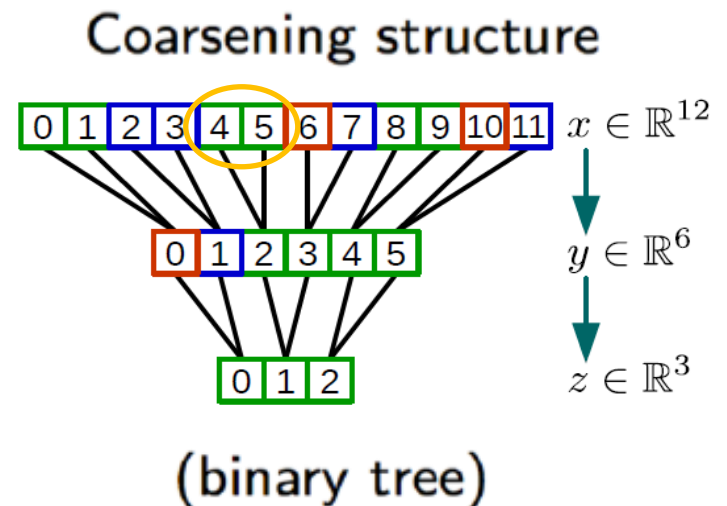 Coarsening structure
0 1 2 3 4 5 6 7 8 9 10 11 x ∈ ℝ¹²
0 1 2 3 4 5 y ∈ ℝ⁶
0 1 2 z ∈ ℝ³
(binary tree)